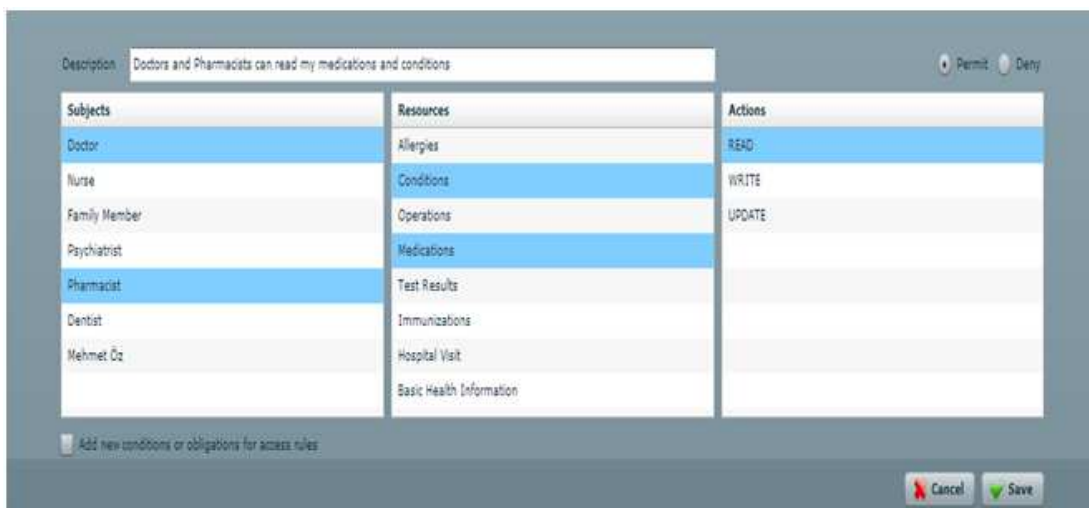 Description Doctors and Pharmacists can read my medications and conditions Permit Deny
Subjects Resources Actions
Doctor Allergies READ
Nurse Conditions WRITE
Family Member Operations UPDATE
Psychiatrist Medications
Pharmacist Test Results
Dentist Immunizations
Mehmet Öz Hospital Visit
Basic Health Information
Add new conditions or obligations for access rules
Cancel Save